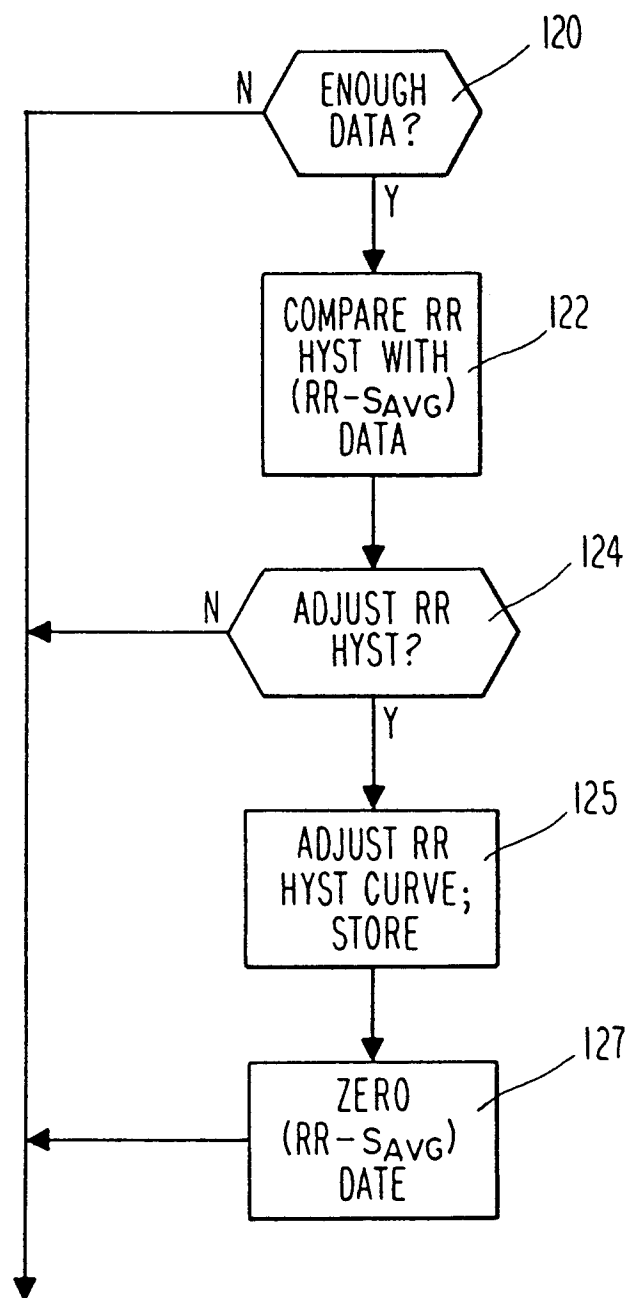 120
N
ENOUGH
DATA?
Y
122
COMPARE RR
HYST WITH
(RR-SAVG)
DATA
124
N
ADJUST RR
HYST?
Y
125
ADJUST RR
HYST CURVE;
STORE
127
ZERO
(RR-SAVG)
DATE